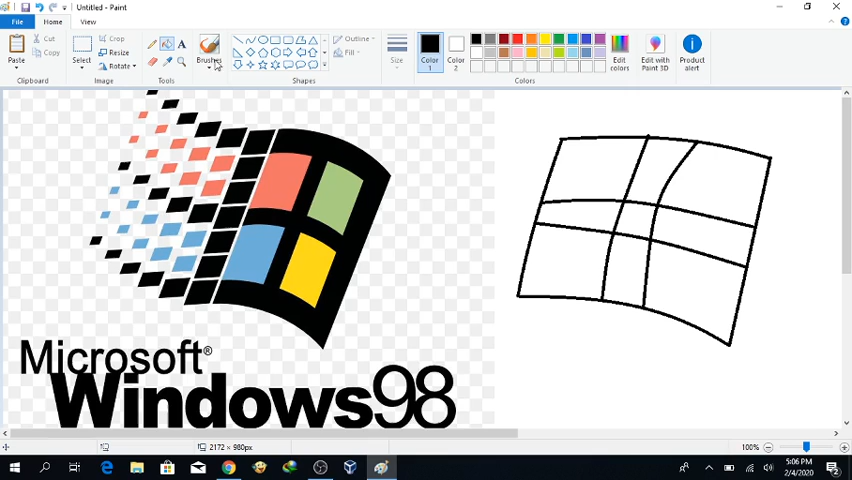 Untitled - Paint
File Home View
Paste
Cut
Copy
Clipboard
Select
Crop
Resize
Rotate
Image
A
Tools
Brushes
Outline
Fill
Shapes
Size
Color 1
Color 2
Edit colors
Edit with Paint 3D
Product alert
Colors
Microsoft®
Windows98
2172 × 980px
100%
5:06 PM
2/4/2020
2